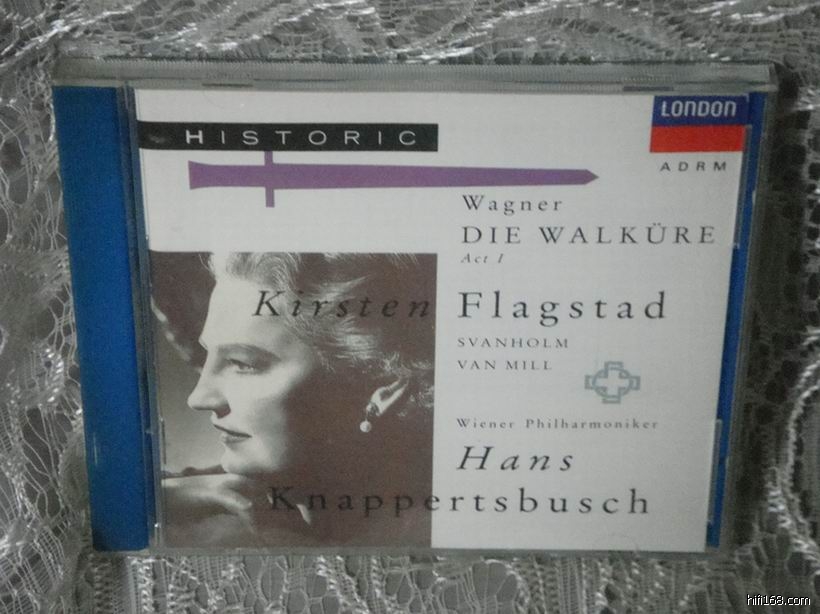 HISTORIC
LONDON
ADRM
Wagner
DIE WALKÜRE
Act I
Kirsten Flagstad
SVANHOLM
VAN MILL
Wiener Philharmoniker
Hans
Knappertsbusch
hifi168.com